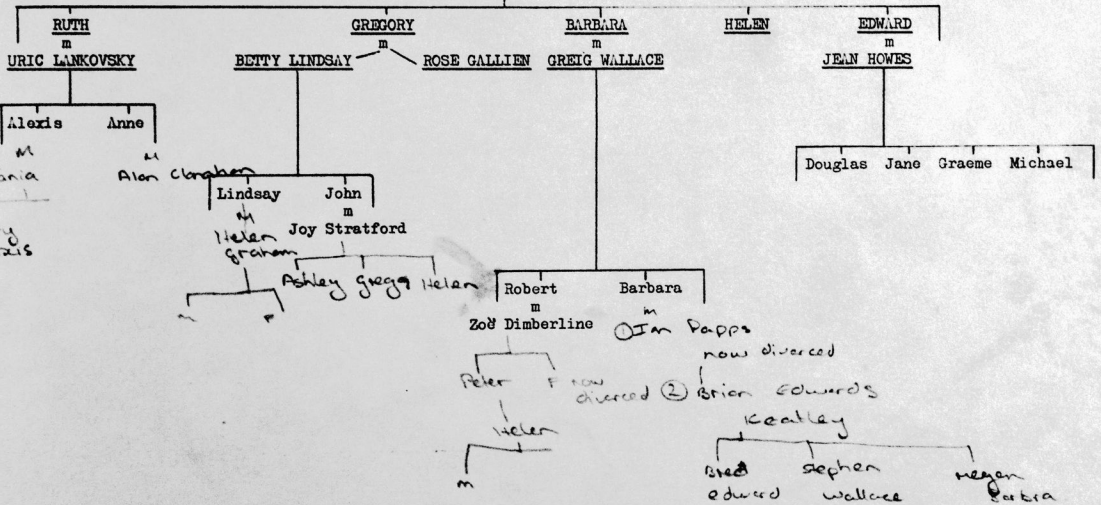 RUTH GREGORY BARBARA HELEN EDWARD
m m m m
URIC LANKOVSKY BETTY LINDSAY ROSE GALLIEN GREIG WALLACE JEAN HOWES
Alexis Anne
M M
Alan Clanghan
Douglas Jane Graeme Michael
Lindsay John
M m
Helen Joy Stratford
graham
Ashley Gregg Helen
m F
Robert Barbara
m m
Zoë Dimberline ① Ian Papps
now divorced
Peter F now
divorced ② Brian Edwards
Keatley
Helen
m
Bred Stephen Megan
edward wallace Barbra